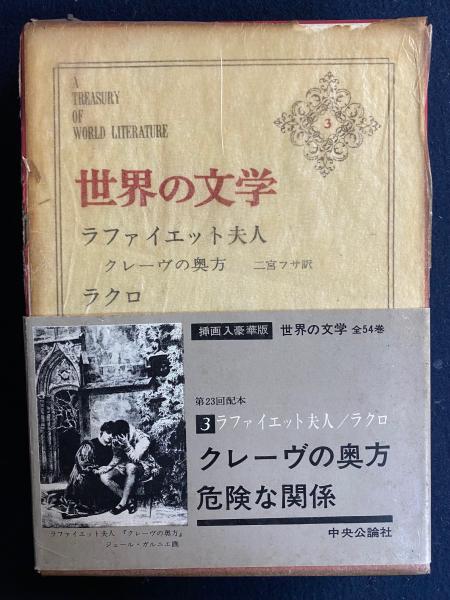 A
TREASURY
OF
WORLD LITERATURE
3
世界の文学
ラファイエット夫人
クレーヴの奥方 二宮フサ訳
ラクロ
挿画入豪華版 世界の文学 全54巻
第23回配本
3 ラファイエット夫人／ラクロ
クレーヴの奥方
危険な関係
ラファイエット夫人『クレーヴの奥方』
ジュール・ガルニエ画
中央公論社